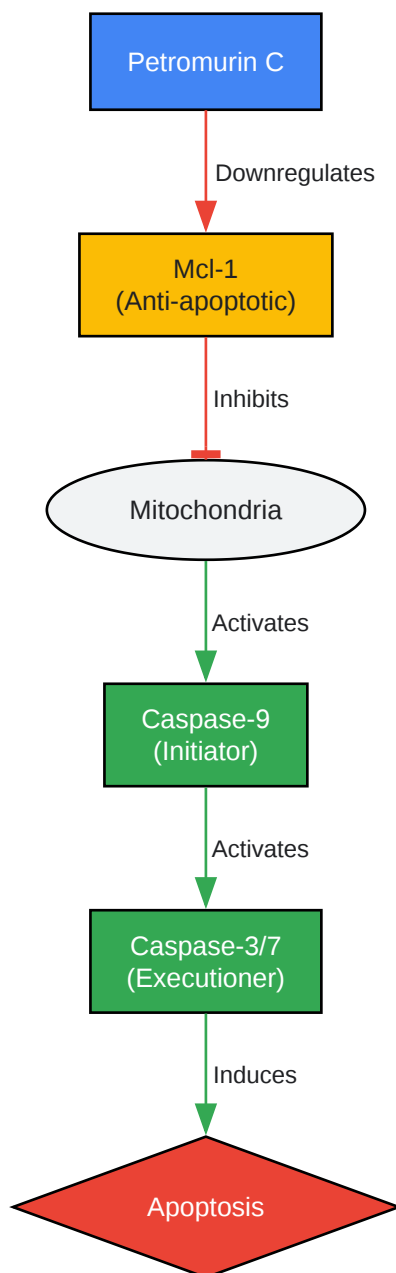 Petromurin C
Downregulates
Mcl-1
(Anti-apoptotic)
Inhibits
Mitochondria
Activates
Caspase-9
(Initiator)
Activates
Caspase-3/7
(Executioner)
Induces
Apoptosis